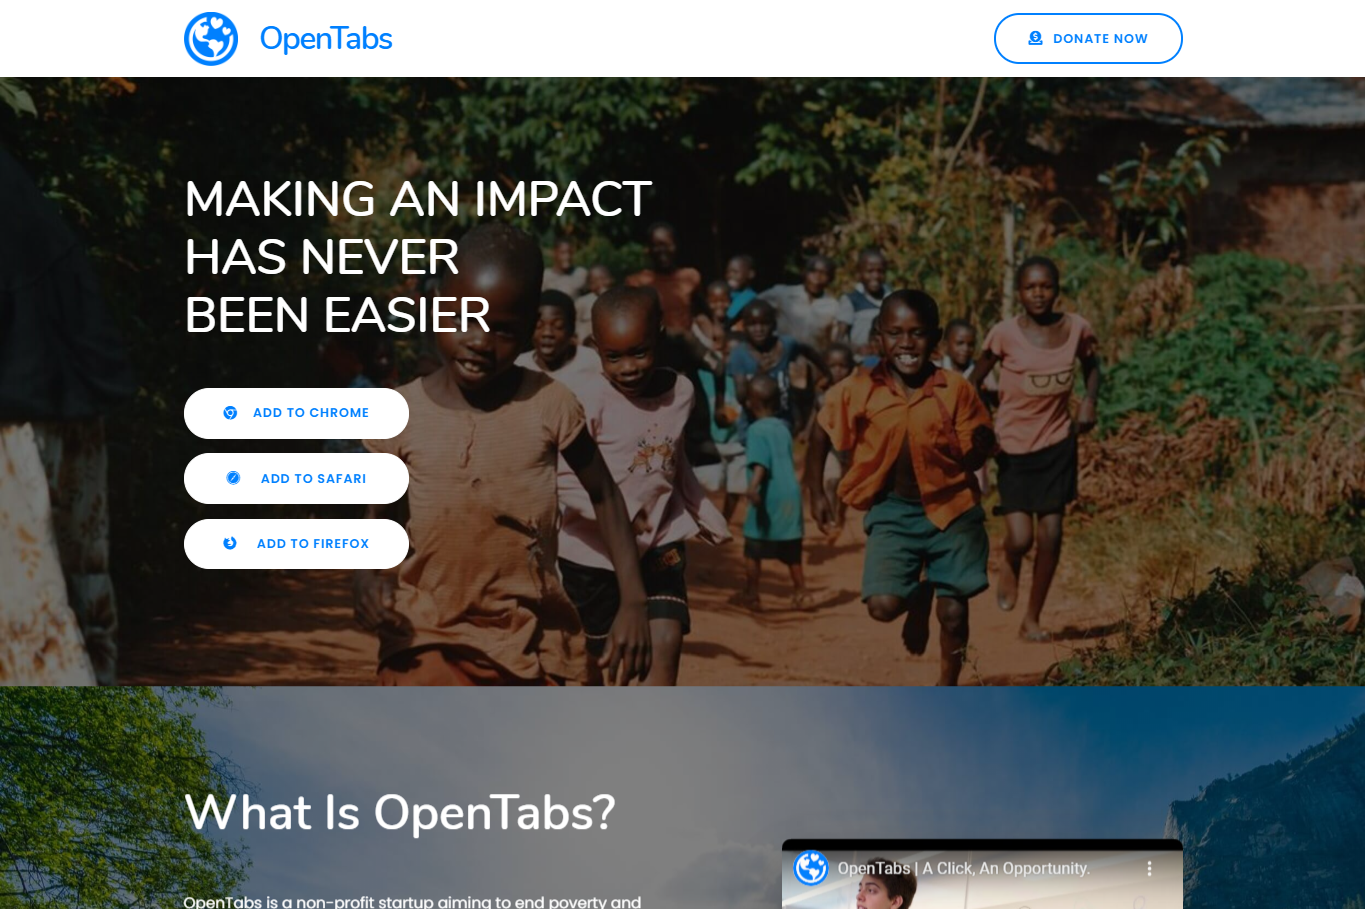 OpenTabs
DONATE NOW
MAKING AN IMPACT
HAS NEVER
BEEN EASIER
ADD TO CHROME
ADD TO SAFARI
ADD TO FIREFOX
What Is OpenTabs?
OpenTabs | A Click, An Opportunity.
OpenTabs is a non-profit startup aiming to end poverty and